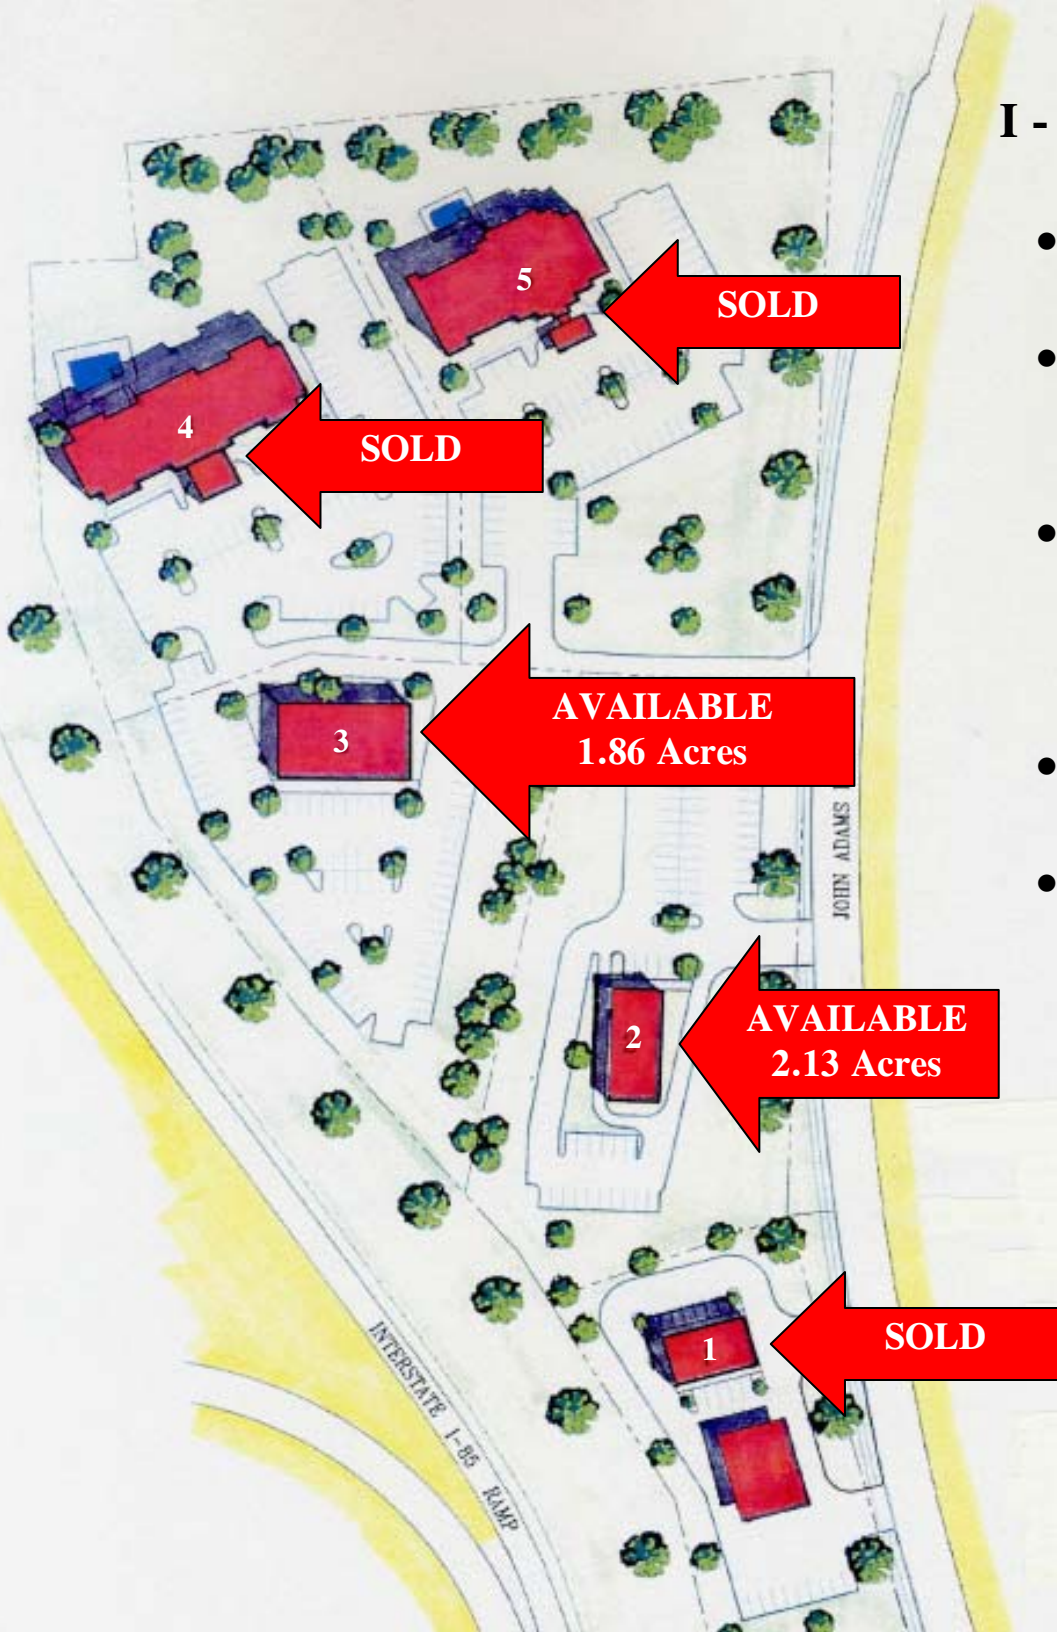 I -
•
5
SOLD
•
4
SOLD
•
AVAILABLE
1.86 Acres
3
•
JOHN ADAMS
•
AVAILABLE
2.13 Acres
2
SOLD
1
INTERSTATE I-85 RAMP